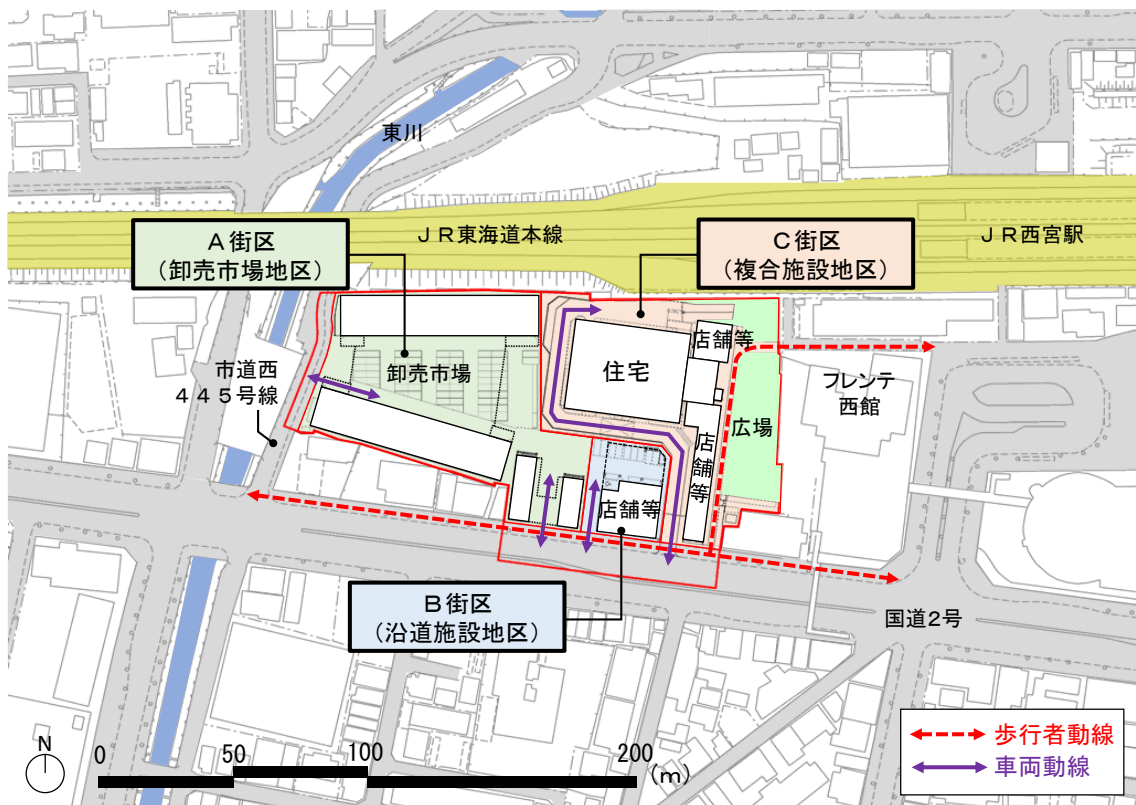 東川
A街区
(卸売市場地区)
JR東海道本線
C街区
(複合施設地区)
JR西宮駅
店舗等
卸売市場
住宅
市道西
445号線
フレンテ
西館
広場
店舗等
店舗等
B街区
(沿道施設地区)
国道2号
N
0
50
100
200
(m)
歩行者動線
車両動線